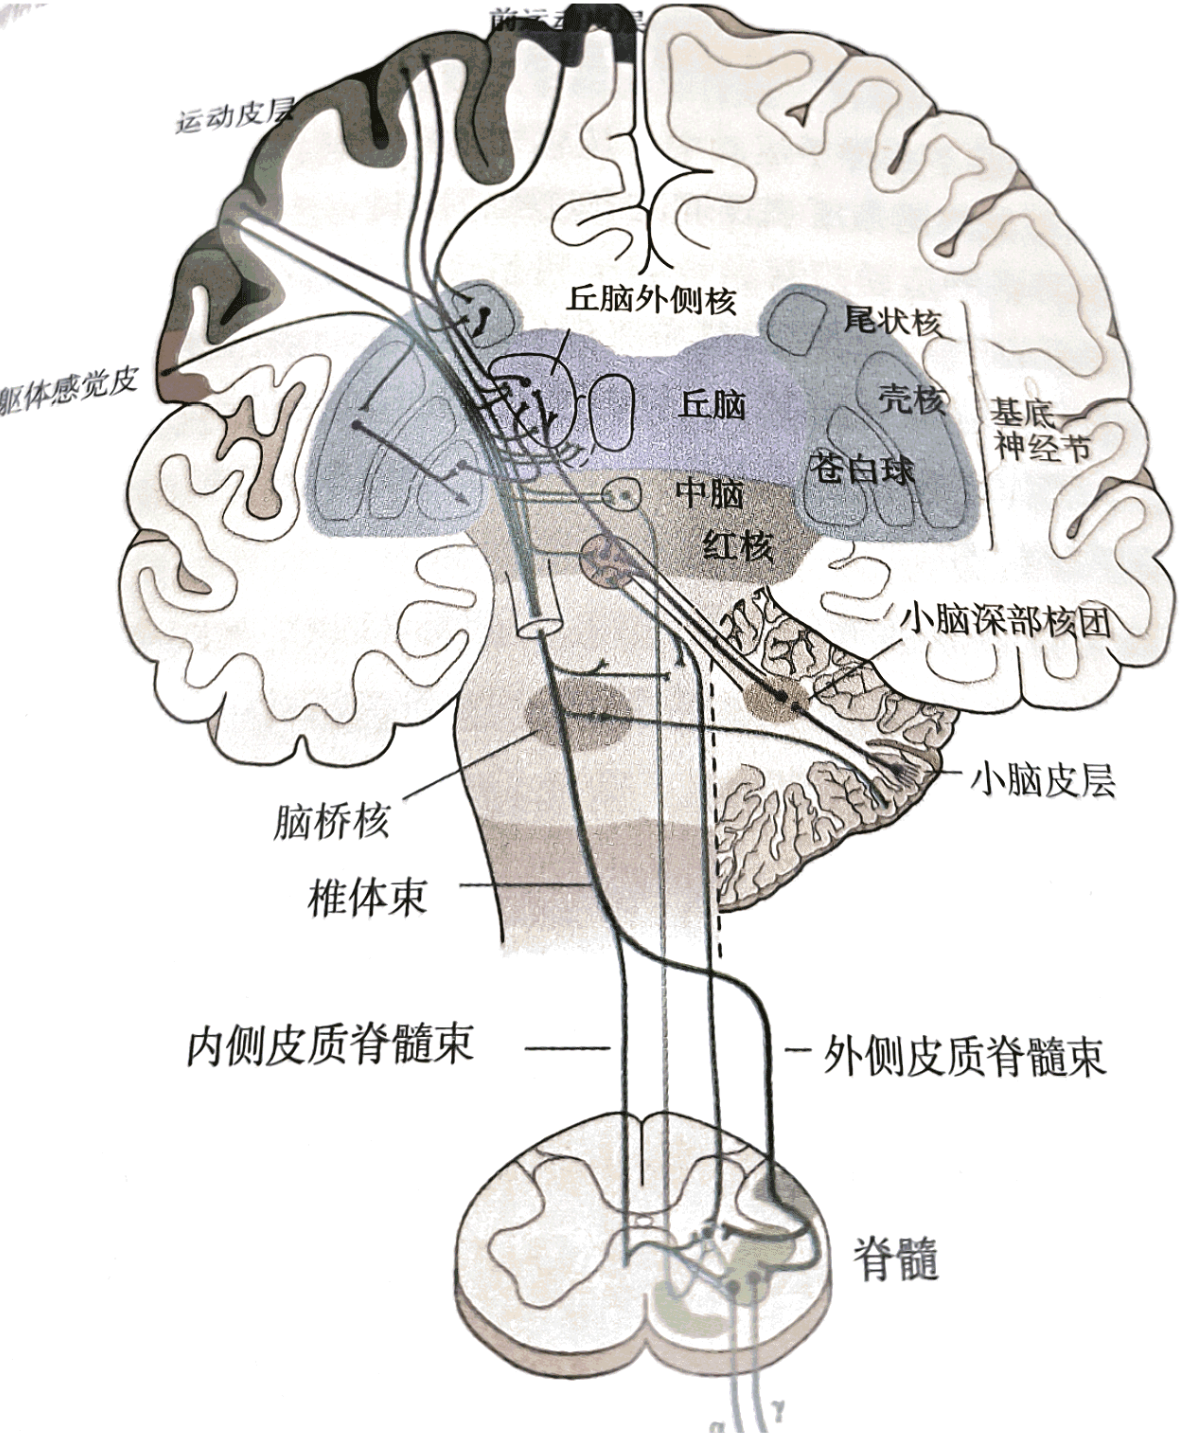 前运动皮层
运动皮层
丘脑外侧核
尾状核
躯体感觉皮
壳核
丘脑
基底
神经节
苍白球
中脑
红核
小脑深部核团
小脑皮层
脑桥核
椎体束
内侧皮质脊髓束
外侧皮质脊髓束
脊髓
α
γ